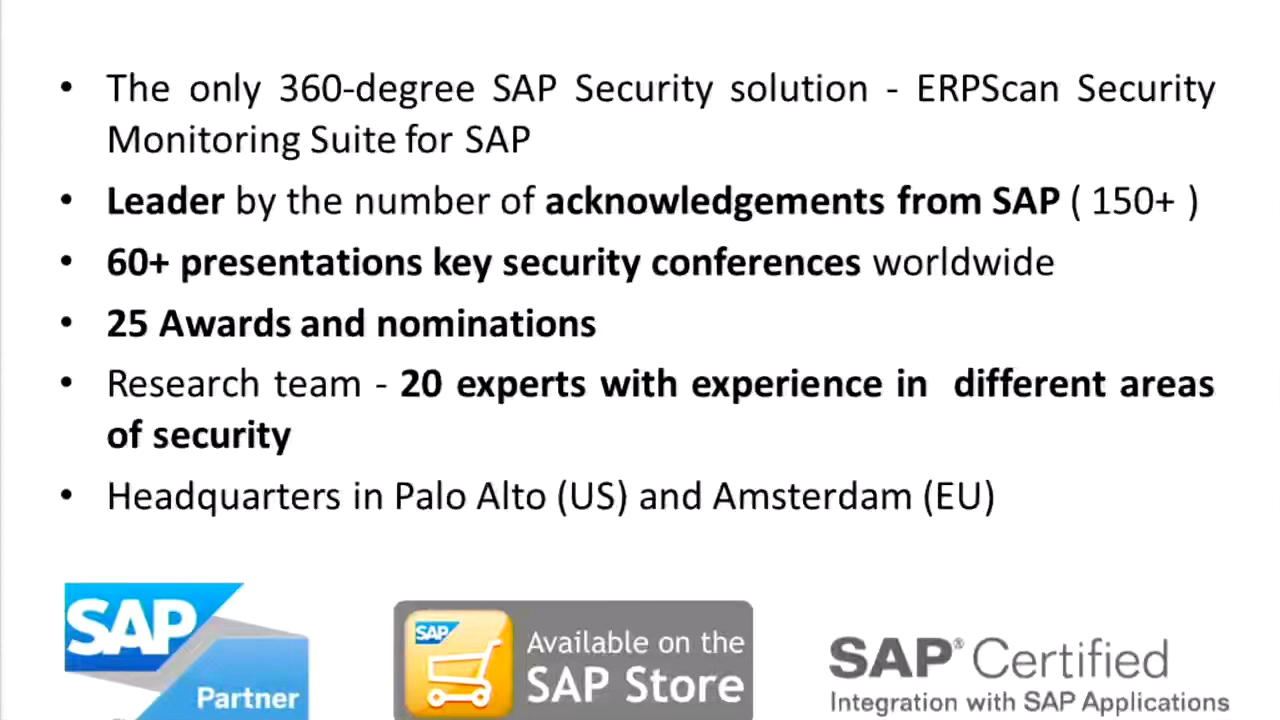 • The only 360-degree SAP Security solution - ERPScan Security
Monitoring Suite for SAP
• Leader by the number of acknowledgements from SAP ( 150+ )
• 60+ presentations key security conferences worldwide
• 25 Awards and nominations
• Research team - 20 experts with experience in different areas
of security
• Headquarters in Palo Alto (US) and Amsterdam (EU)
SAP
Partner
SAP
Available on the
SAP Store
SAP® Certified
Integration with SAP Applications